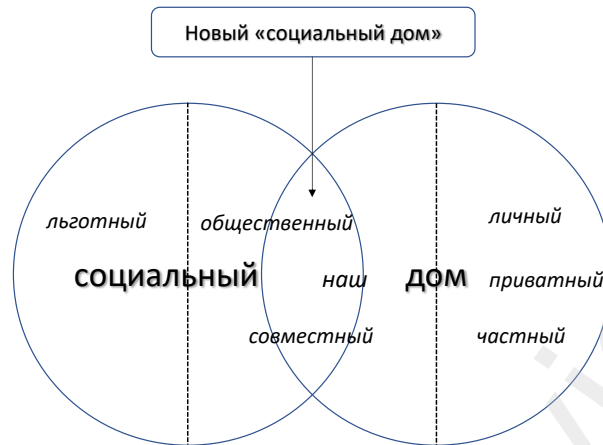 Новый «социальный дом»
льготный общественный личный
социальный наш дом приватный
совместный частный